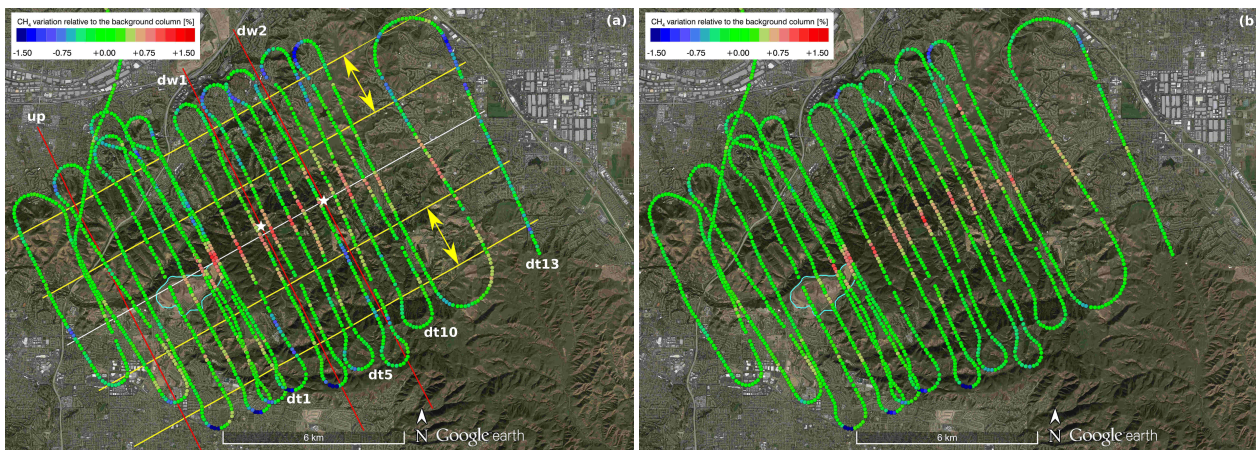 CH₄ variation relative to the background column [%]
-1.50 -0.75 +0.00 +0.75 +1.50
(a)
dw2
dw1
up
dt13
dt10
dt5
dt1
6 km
N Google earth
CH₄ variation relative to the background column [%]
-1.50 -0.75 +0.00 +0.75 +1.50
(b)
6 km
N Google earth